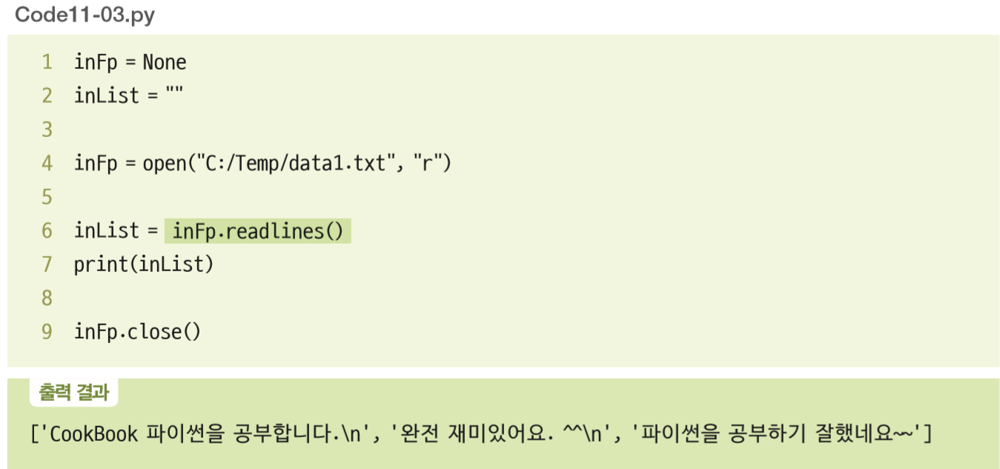 Code11-03.py
1 inFp = None
2 inList = ""
3
4 inFp = open("C:/Temp/data1.txt", "r")
5
6 inList = inFp.readlines()
7 print(inList)
8
9 inFp.close()
출력 결과
['CookBook 파이썬을 공부합니다.\n', '완전 재미있어요. ^^\n', '파이썬을 공부하기 잘했네요~~']